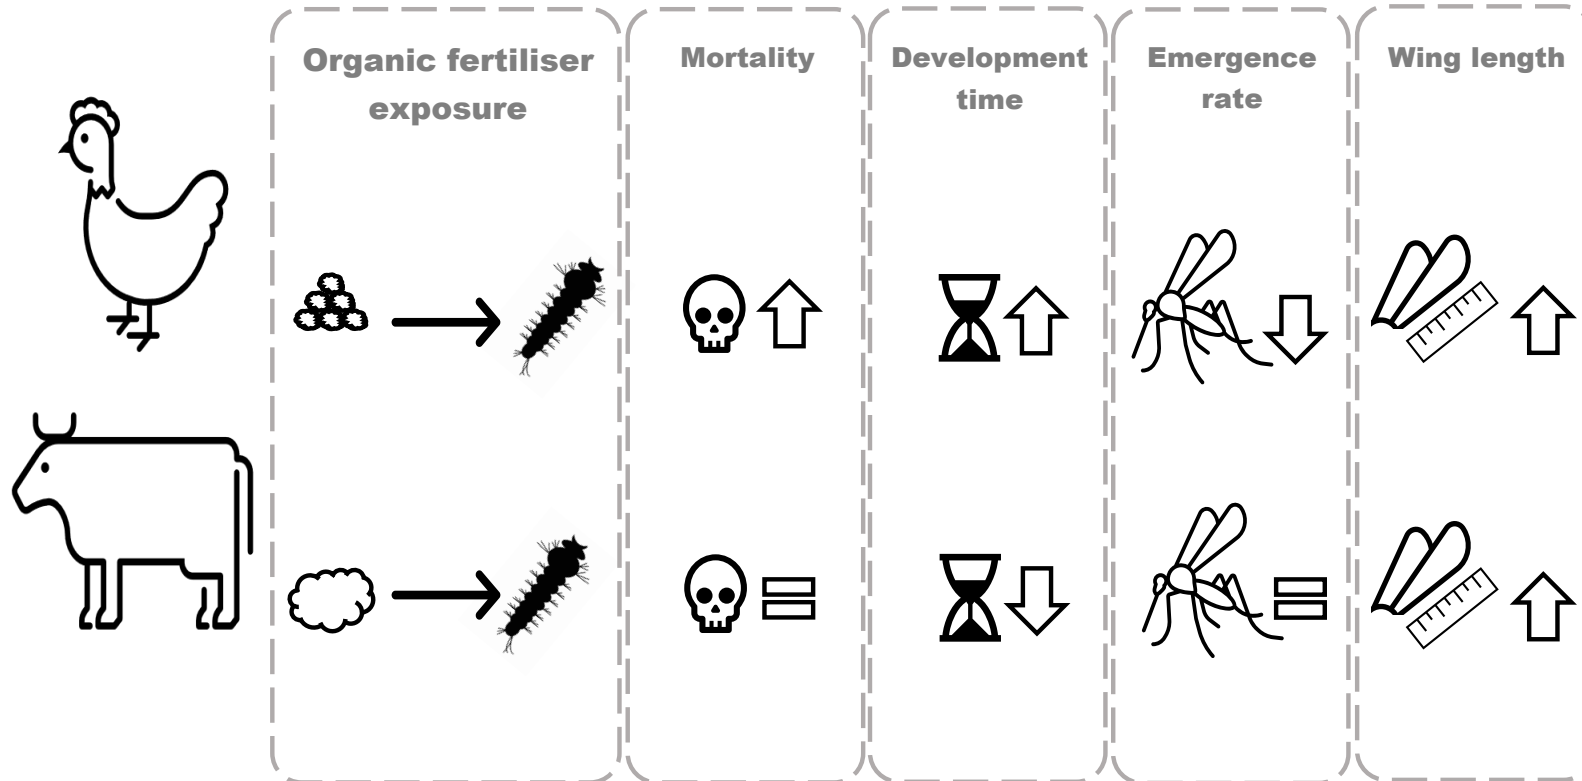 Organic fertiliser
exposure
Mortality
Development
time
Emergence
rate
Wing length